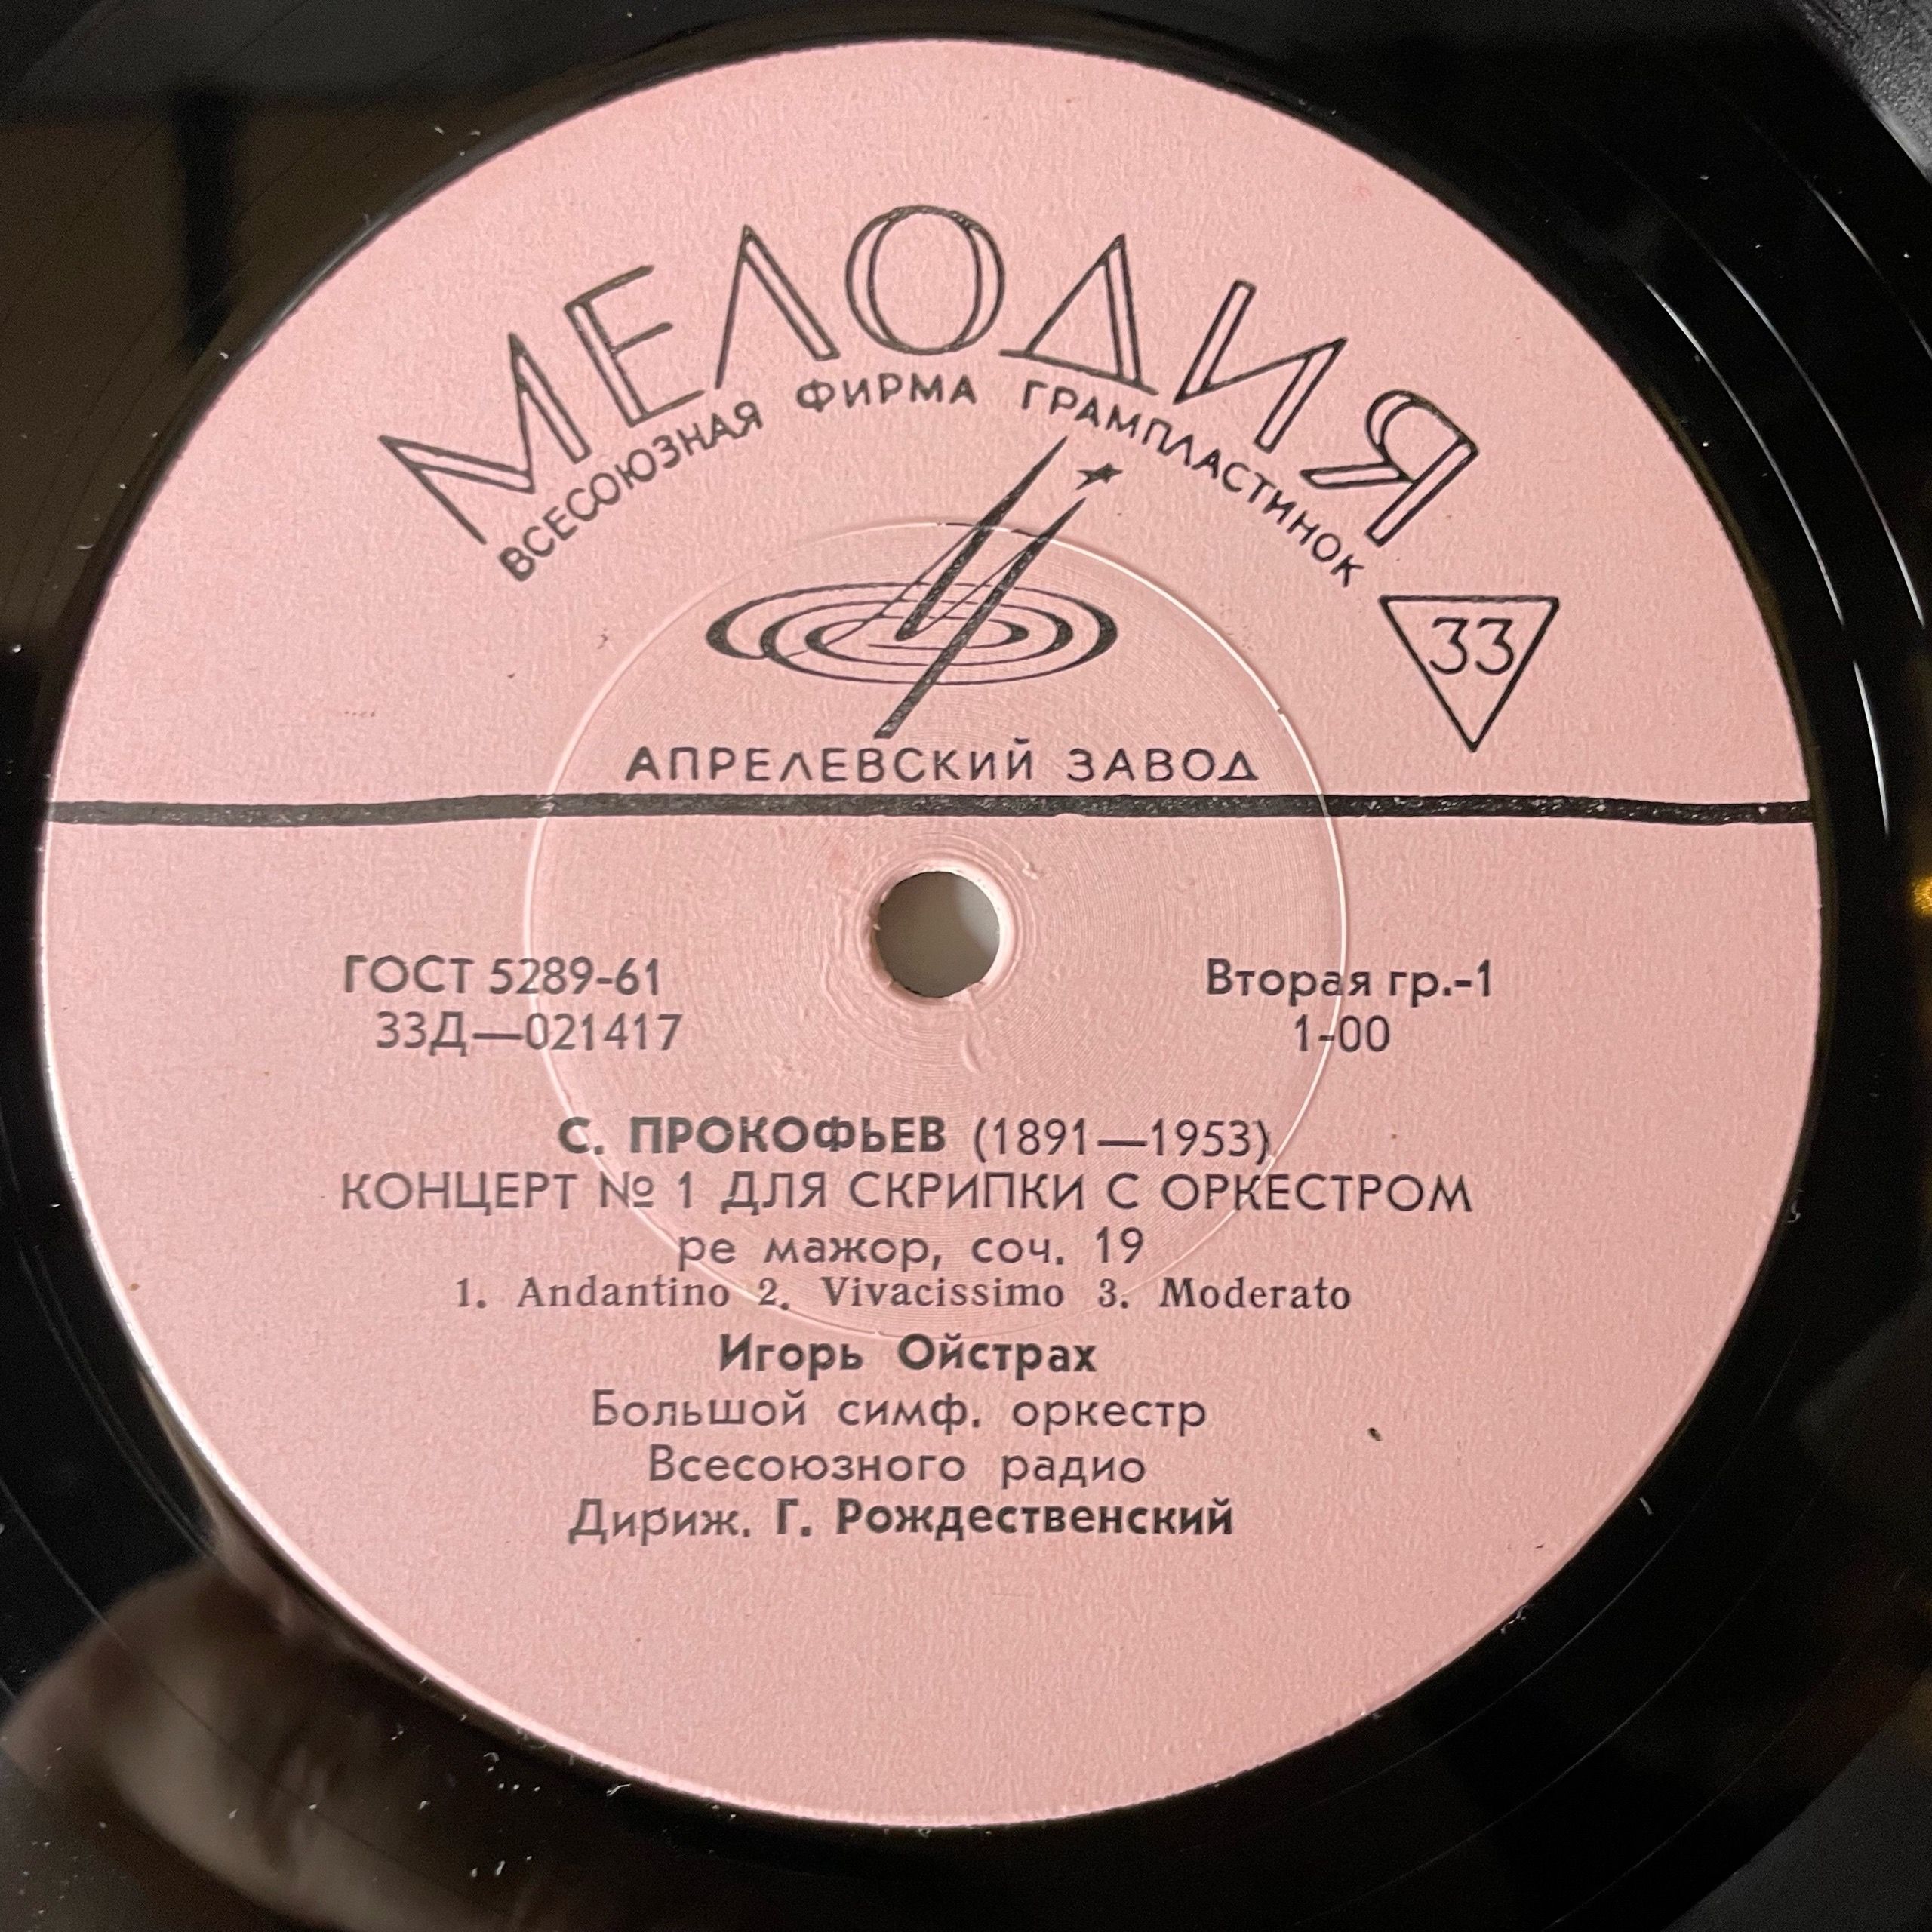 МЕЛОДИЯ
ВСЕСОЮЗНАЯ ФИРМА ГРАМПЛАСТИНОК
33
АПРЕЛЕВСКИЙ ЗАВОД
ГОСТ 5289-61
33Д—021417
Вторая гр.-1
1-00
С. ПРОКОФЬЕВ (1891—1953)
КОНЦЕРТ № 1 ДЛЯ СКРИПКИ С ОРКЕСТРОМ
ре мажор, соч. 19
1. Andantino 2. Vivacissimo 3. Moderato
Игорь Ойстрах
Большой симф. оркестр
Всесоюзного радио
Дириж. Г. Рождественский